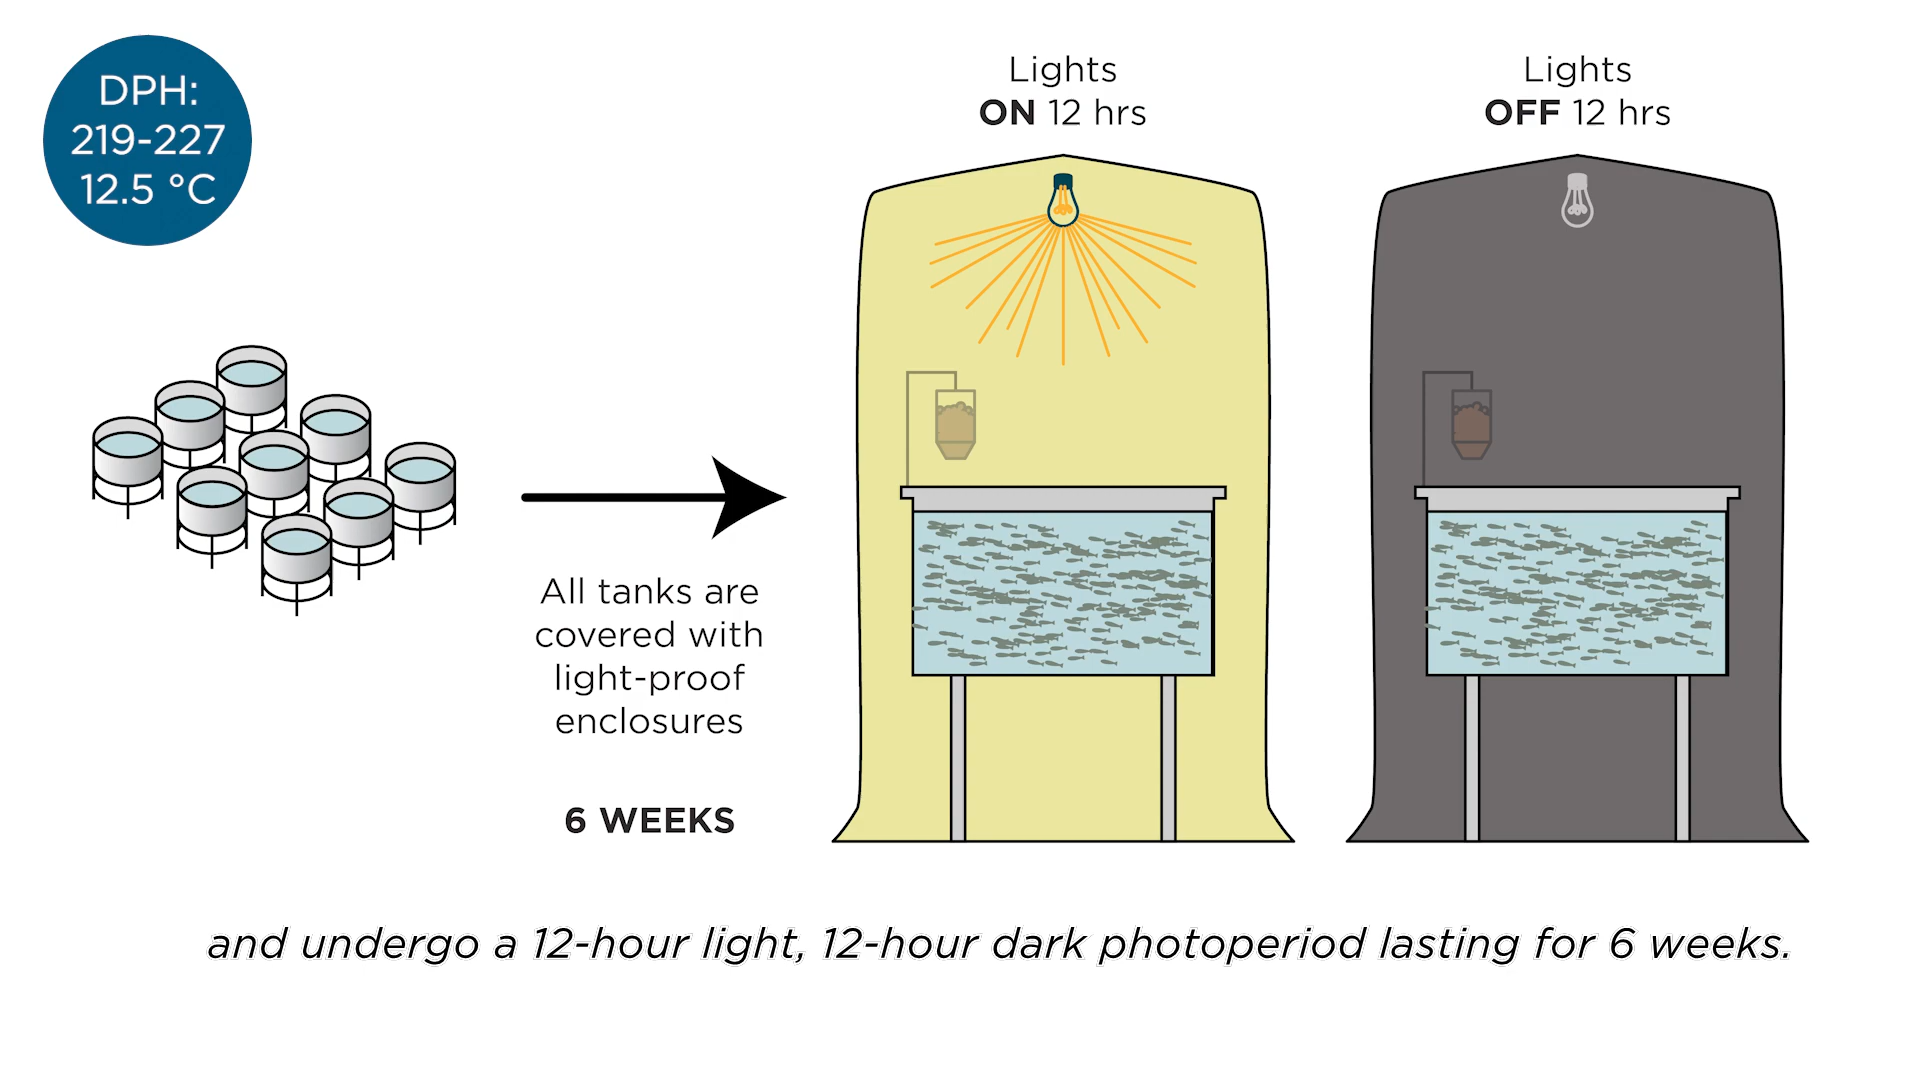 DPH:
219-227
12.5 °C
Lights
ON 12 hrs
Lights
OFF 12 hrs
All tanks are
covered with
light-proof
enclosures
6 WEEKS
and undergo a 12-hour light, 12-hour dark photoperiod lasting for 6 weeks.